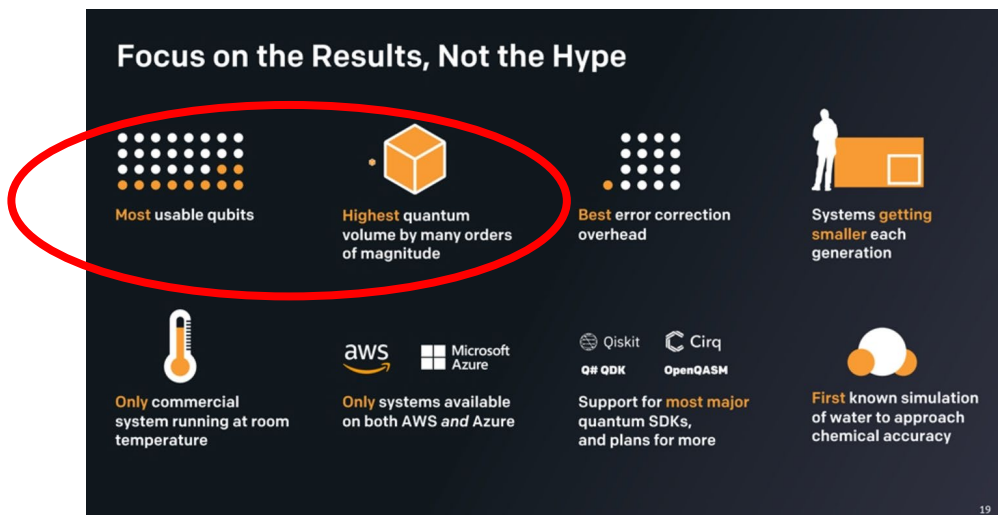 Focus on the Results, Not the Hype
Most usable qubits
Highest quantum
volume by many orders
of magnitude
Best error correction
overhead
Systems getting
smaller each
generation
Only commercial
system running at room
temperature
aws
Microsoft
Azure
Only systems available
on both AWS and Azure
Qiskit
Cirq
Q# QDK
OpenQASM
Support for most major
quantum SDKs,
and plans for more
First known simulation
of water to approach
chemical accuracy
19